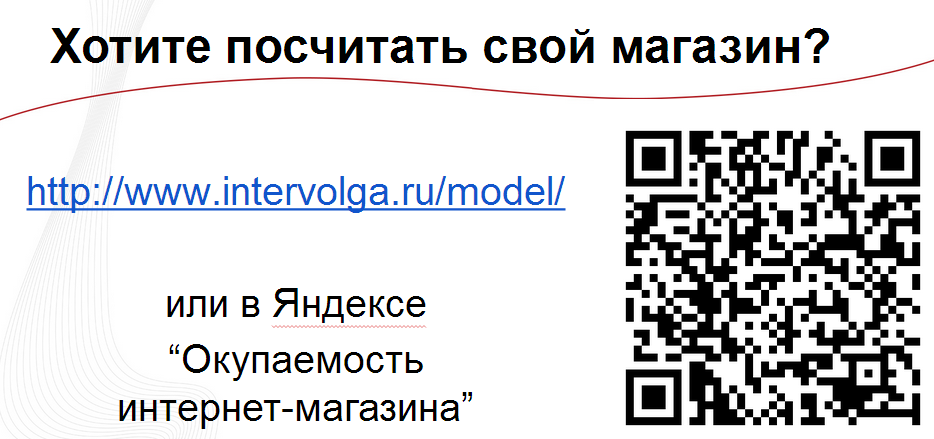 Хотите посчитать свой магазин?
http://www.intervolga.ru/model/
или в Яндексе
“Окупаемость
интернет-магазина”